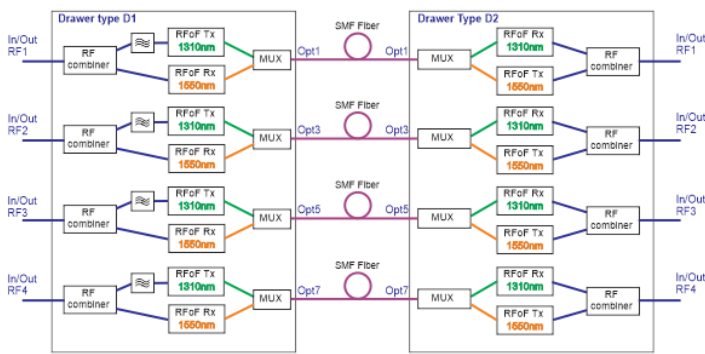 Drawer type D1
Drawer Type D2
In/Out
RF1
RF
combiner
RFoF Tx
1310nm
RFoF Rx
1550nm
MUX
Opt1
SMF Fiber
Opt1
MUX
RFoF Rx
1310nm
RFoF Tx
1550nm
RF
combiner
In/Out
RF1
In/Out
RF2
RF
combiner
RFoF Tx
1310nm
RFoF Rx
1550nm
MUX
Opt3
SMF Fiber
Opt3
MUX
RFoF Rx
1310nm
RFoF Tx
1550nm
RF
combiner
In/Out
RF2
In/Out
RF3
RF
combiner
RFoF Tx
1310nm
RFoF Rx
1550nm
MUX
Opt5
SMF Fiber
Opt5
MUX
RFoF Rx
1310nm
RFoF Tx
1550nm
RF
combiner
In/Out
RF3
In/Out
RF4
RF
combiner
RFoF Tx
1310nm
RFoF Rx
1550nm
MUX
Opt7
SMF Fiber
Opt7
MUX
RFoF Rx
1310nm
RFoF Tx
1550nm
RF
combiner
In/Out
RF4